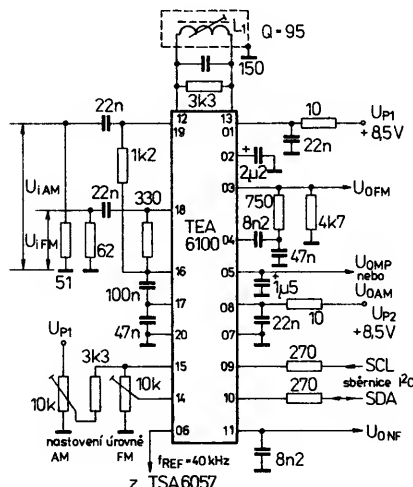 L1
Q = 95
150
3k3
22n
12
13
10
UP1
+8,5V
19
01
22n
1k2
02
+
2µ2
UiAM
22n
330
18
TEA
6100
03
UOFM
750
4k7
UiFM
8n2
04
47n
51
62
16
05
+
1µ5
UOMP
nebo
UOAM
100n
17
08
10
UP2
+8,5V
47n
20
07
22n
UP1
3k3
15
09
270
SCL
sběrnice I²C
10k
10k
14
10
270
SDA
nastavení úrovně
AM
FM
06
11
UONF
fREF = 40 kHz
8n2
z TSA6057